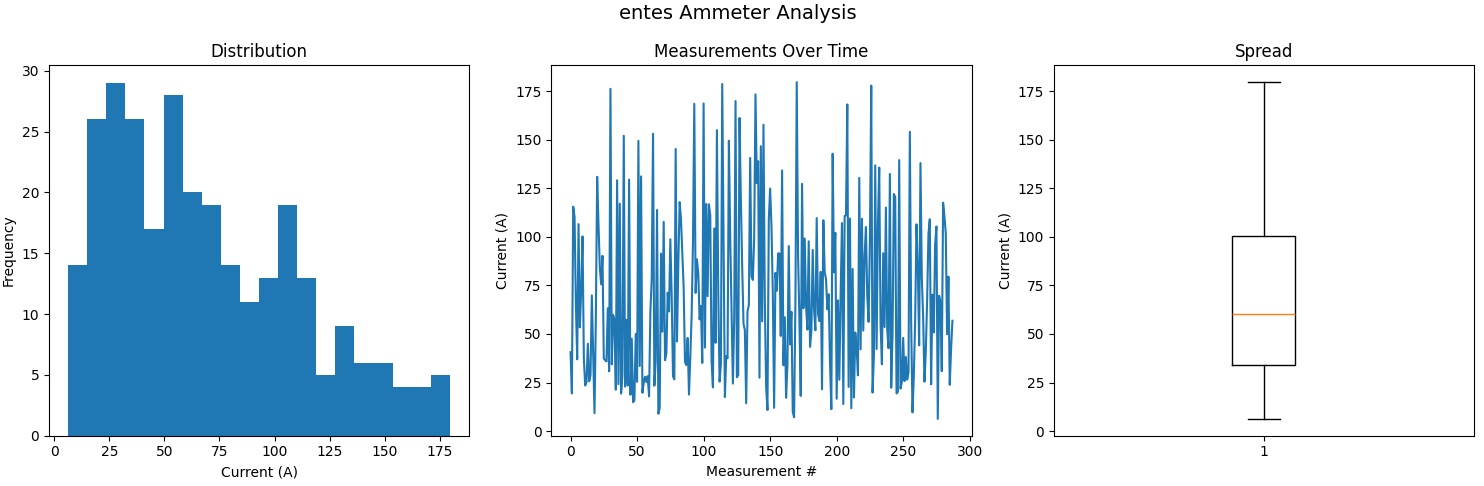 entes Ammeter Analysis
Distribution
30
25
20
15
10
5
0
Frequency
0 25 50 75 100 125 150 175
Current (A)
Measurements Over Time
175
150
125
100
75
50
25
0
Current (A)
0 50 100 150 200 250 300
Measurement #
Spread
175
150
125
100
75
50
25
0
Current (A)
1